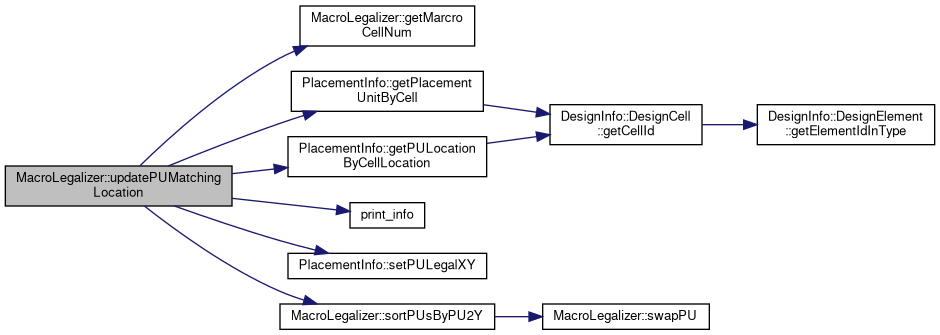 MacroLegalizer::getMarcro
CellNum
PlacementInfo::getPlacement
UnitByCell
DesignInfo::DesignCell
::getCellId
DesignInfo::DesignElement
::getElementIdInType
PlacementInfo::getPULocation
ByCellLocation
MacroLegalizer::updatePUMatching
Location
print_info
PlacementInfo::setPULegalXY
MacroLegalizer::sortPUsByPU2Y
MacroLegalizer::swapPU